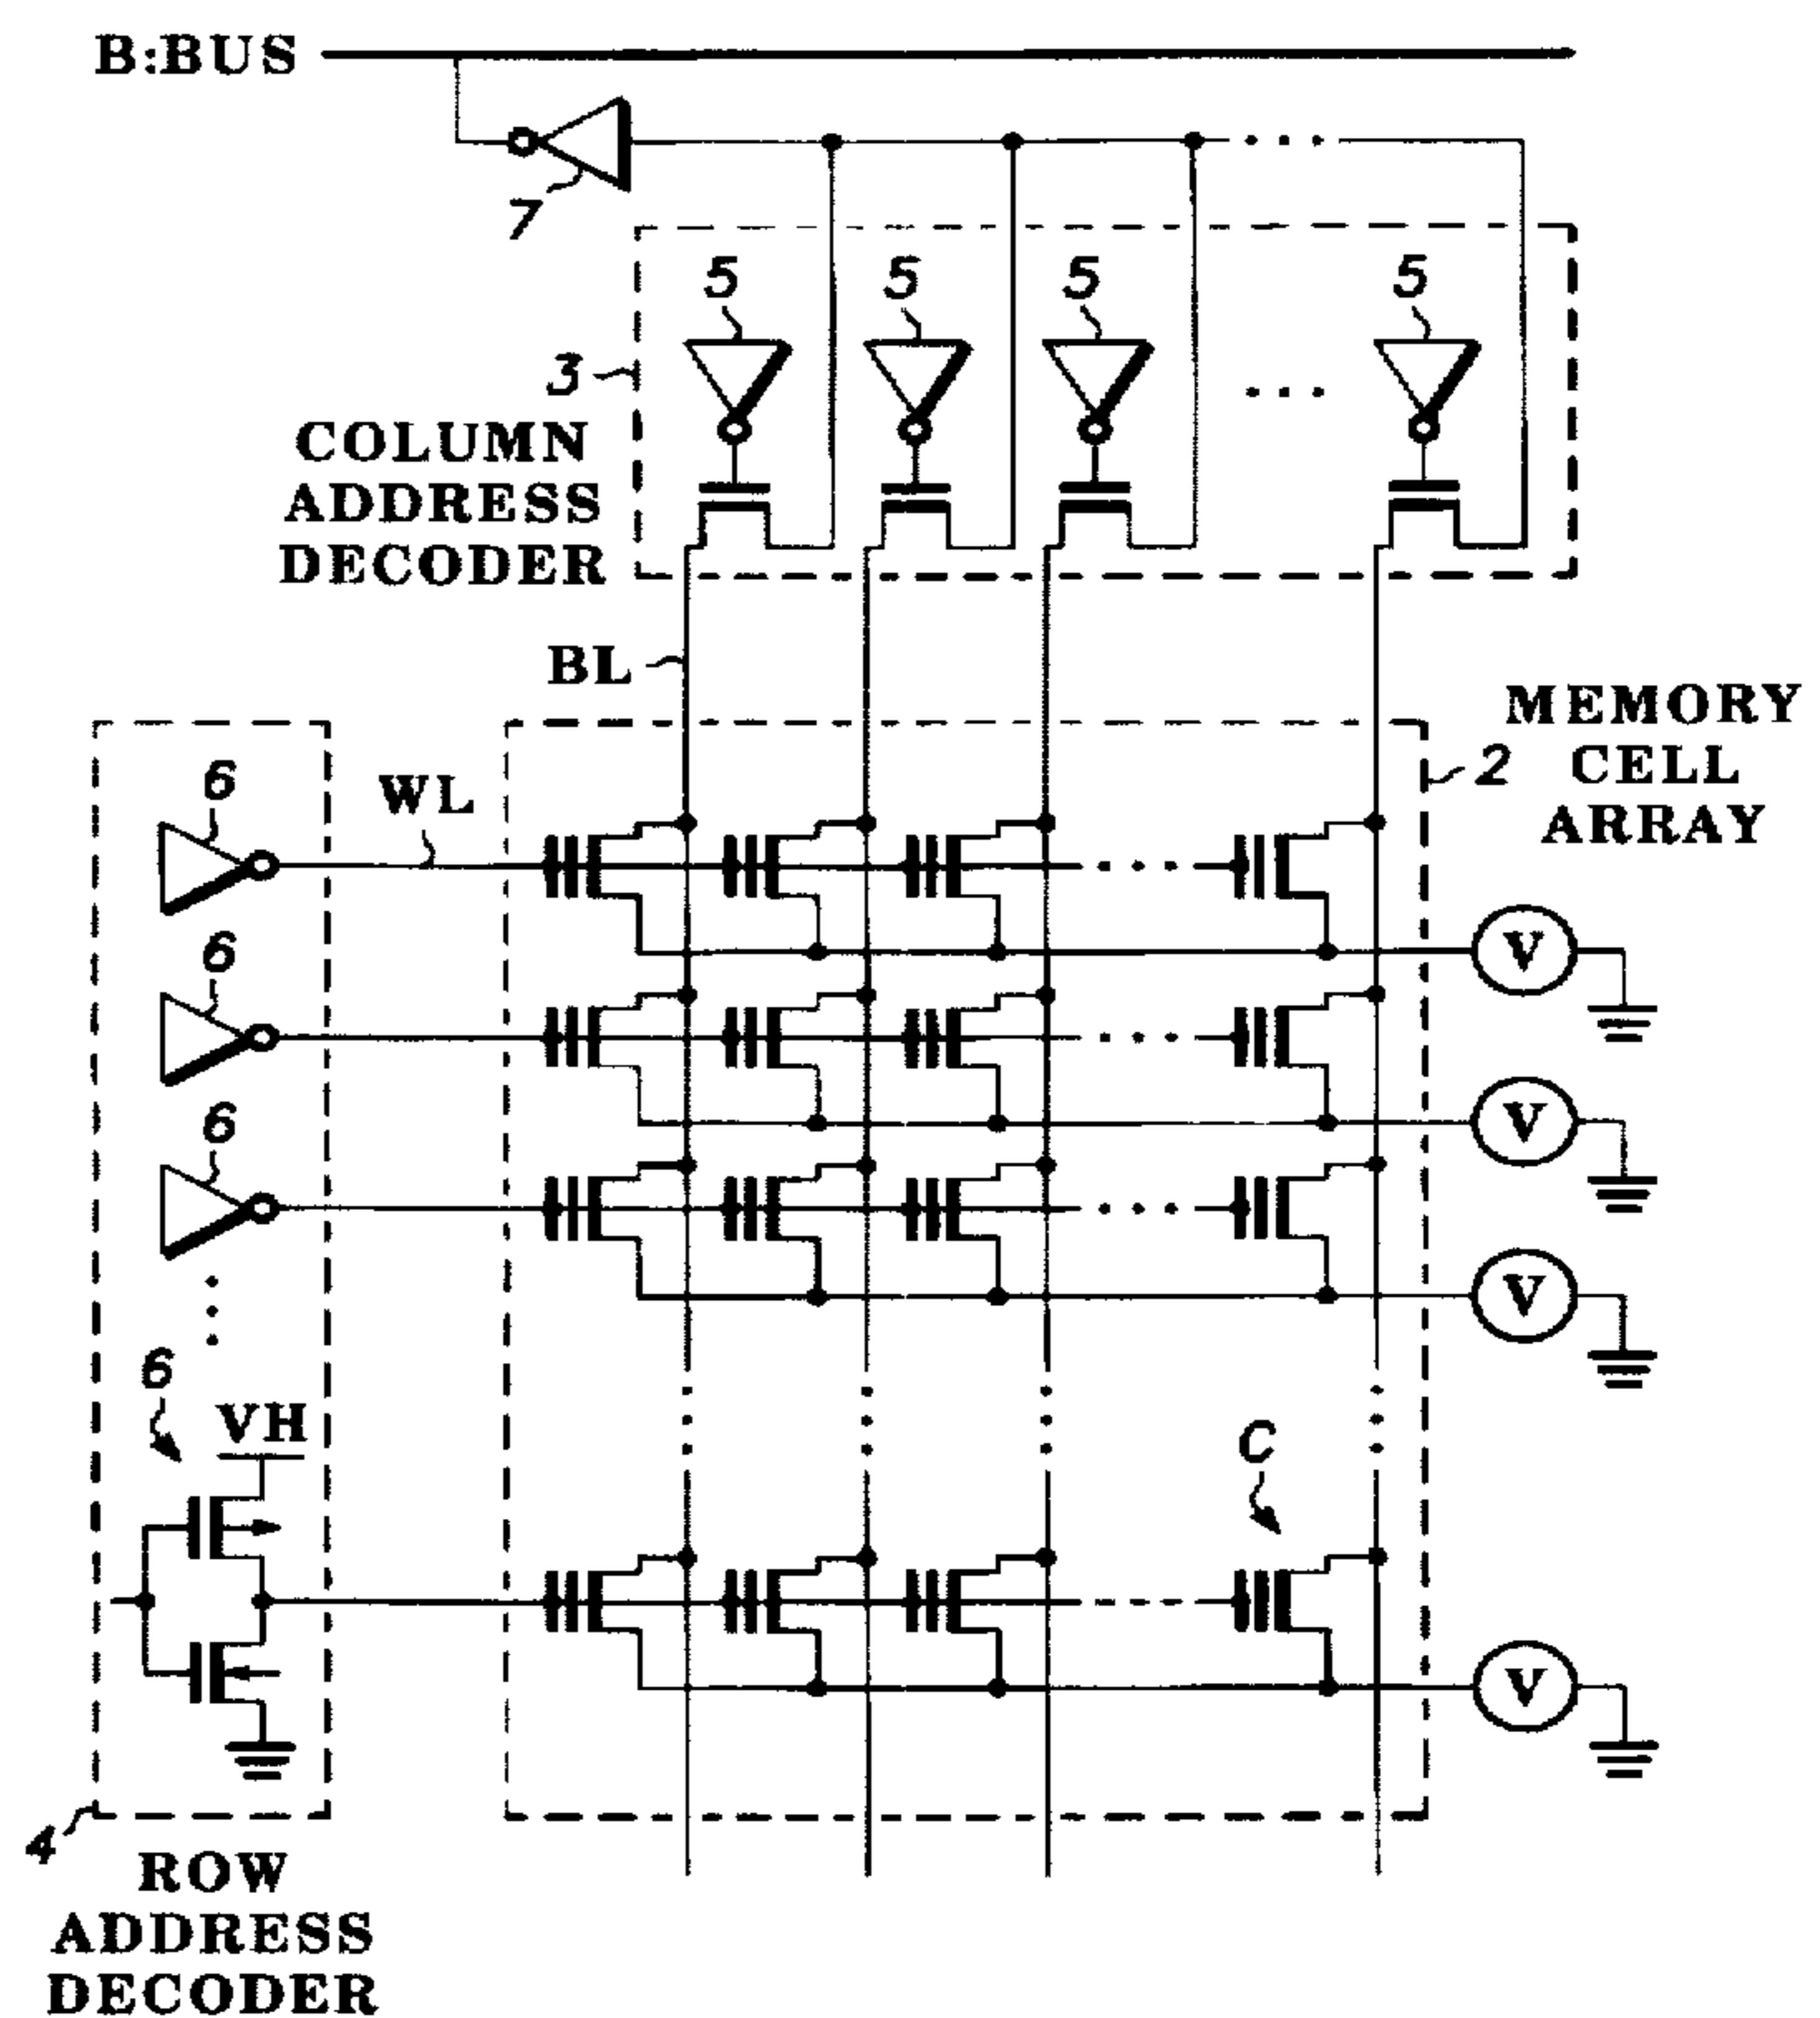 B:BUS
7
5 5 5 5
3
COLUMN
ADDRESS
DECODER
BL
MEMORY
CELL
ARRAY
2
6
WL
V
6
V
6
V
6
VH
C
V
4
ROW
ADDRESS
DECODER